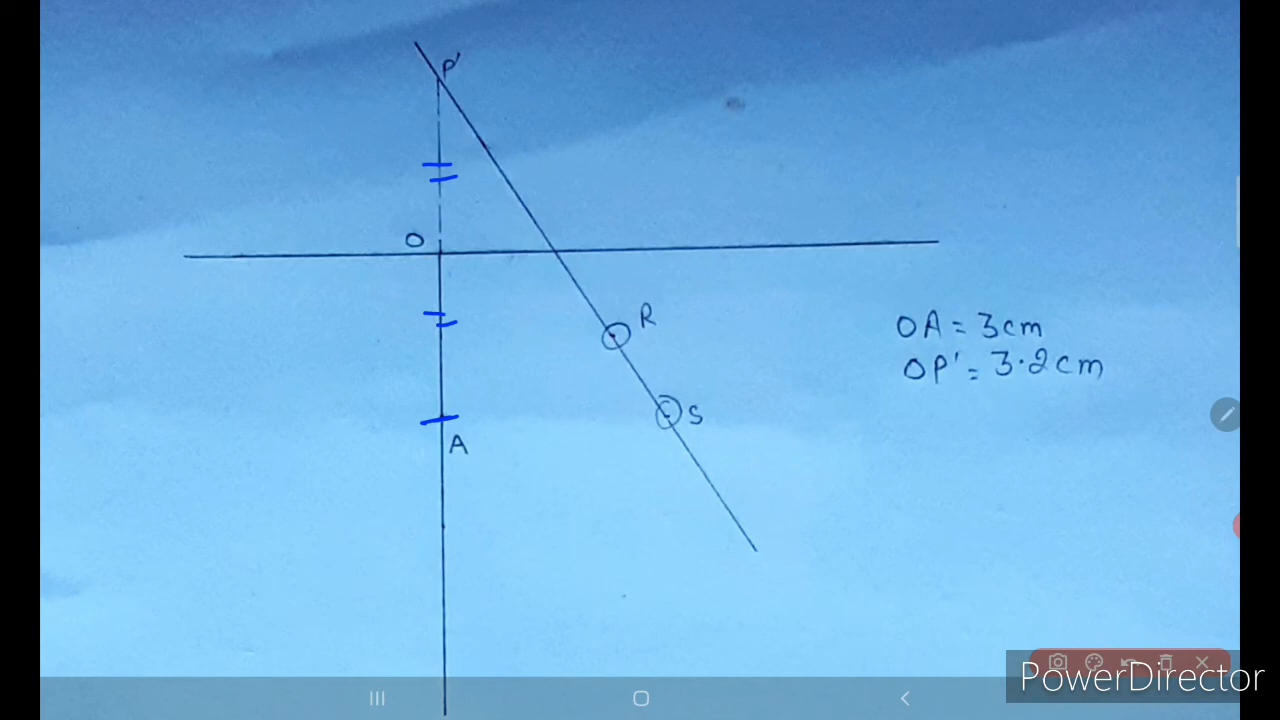 P'
O
R
OA = 3cm
OP' = 3.2cm
S
A
PowerDirector